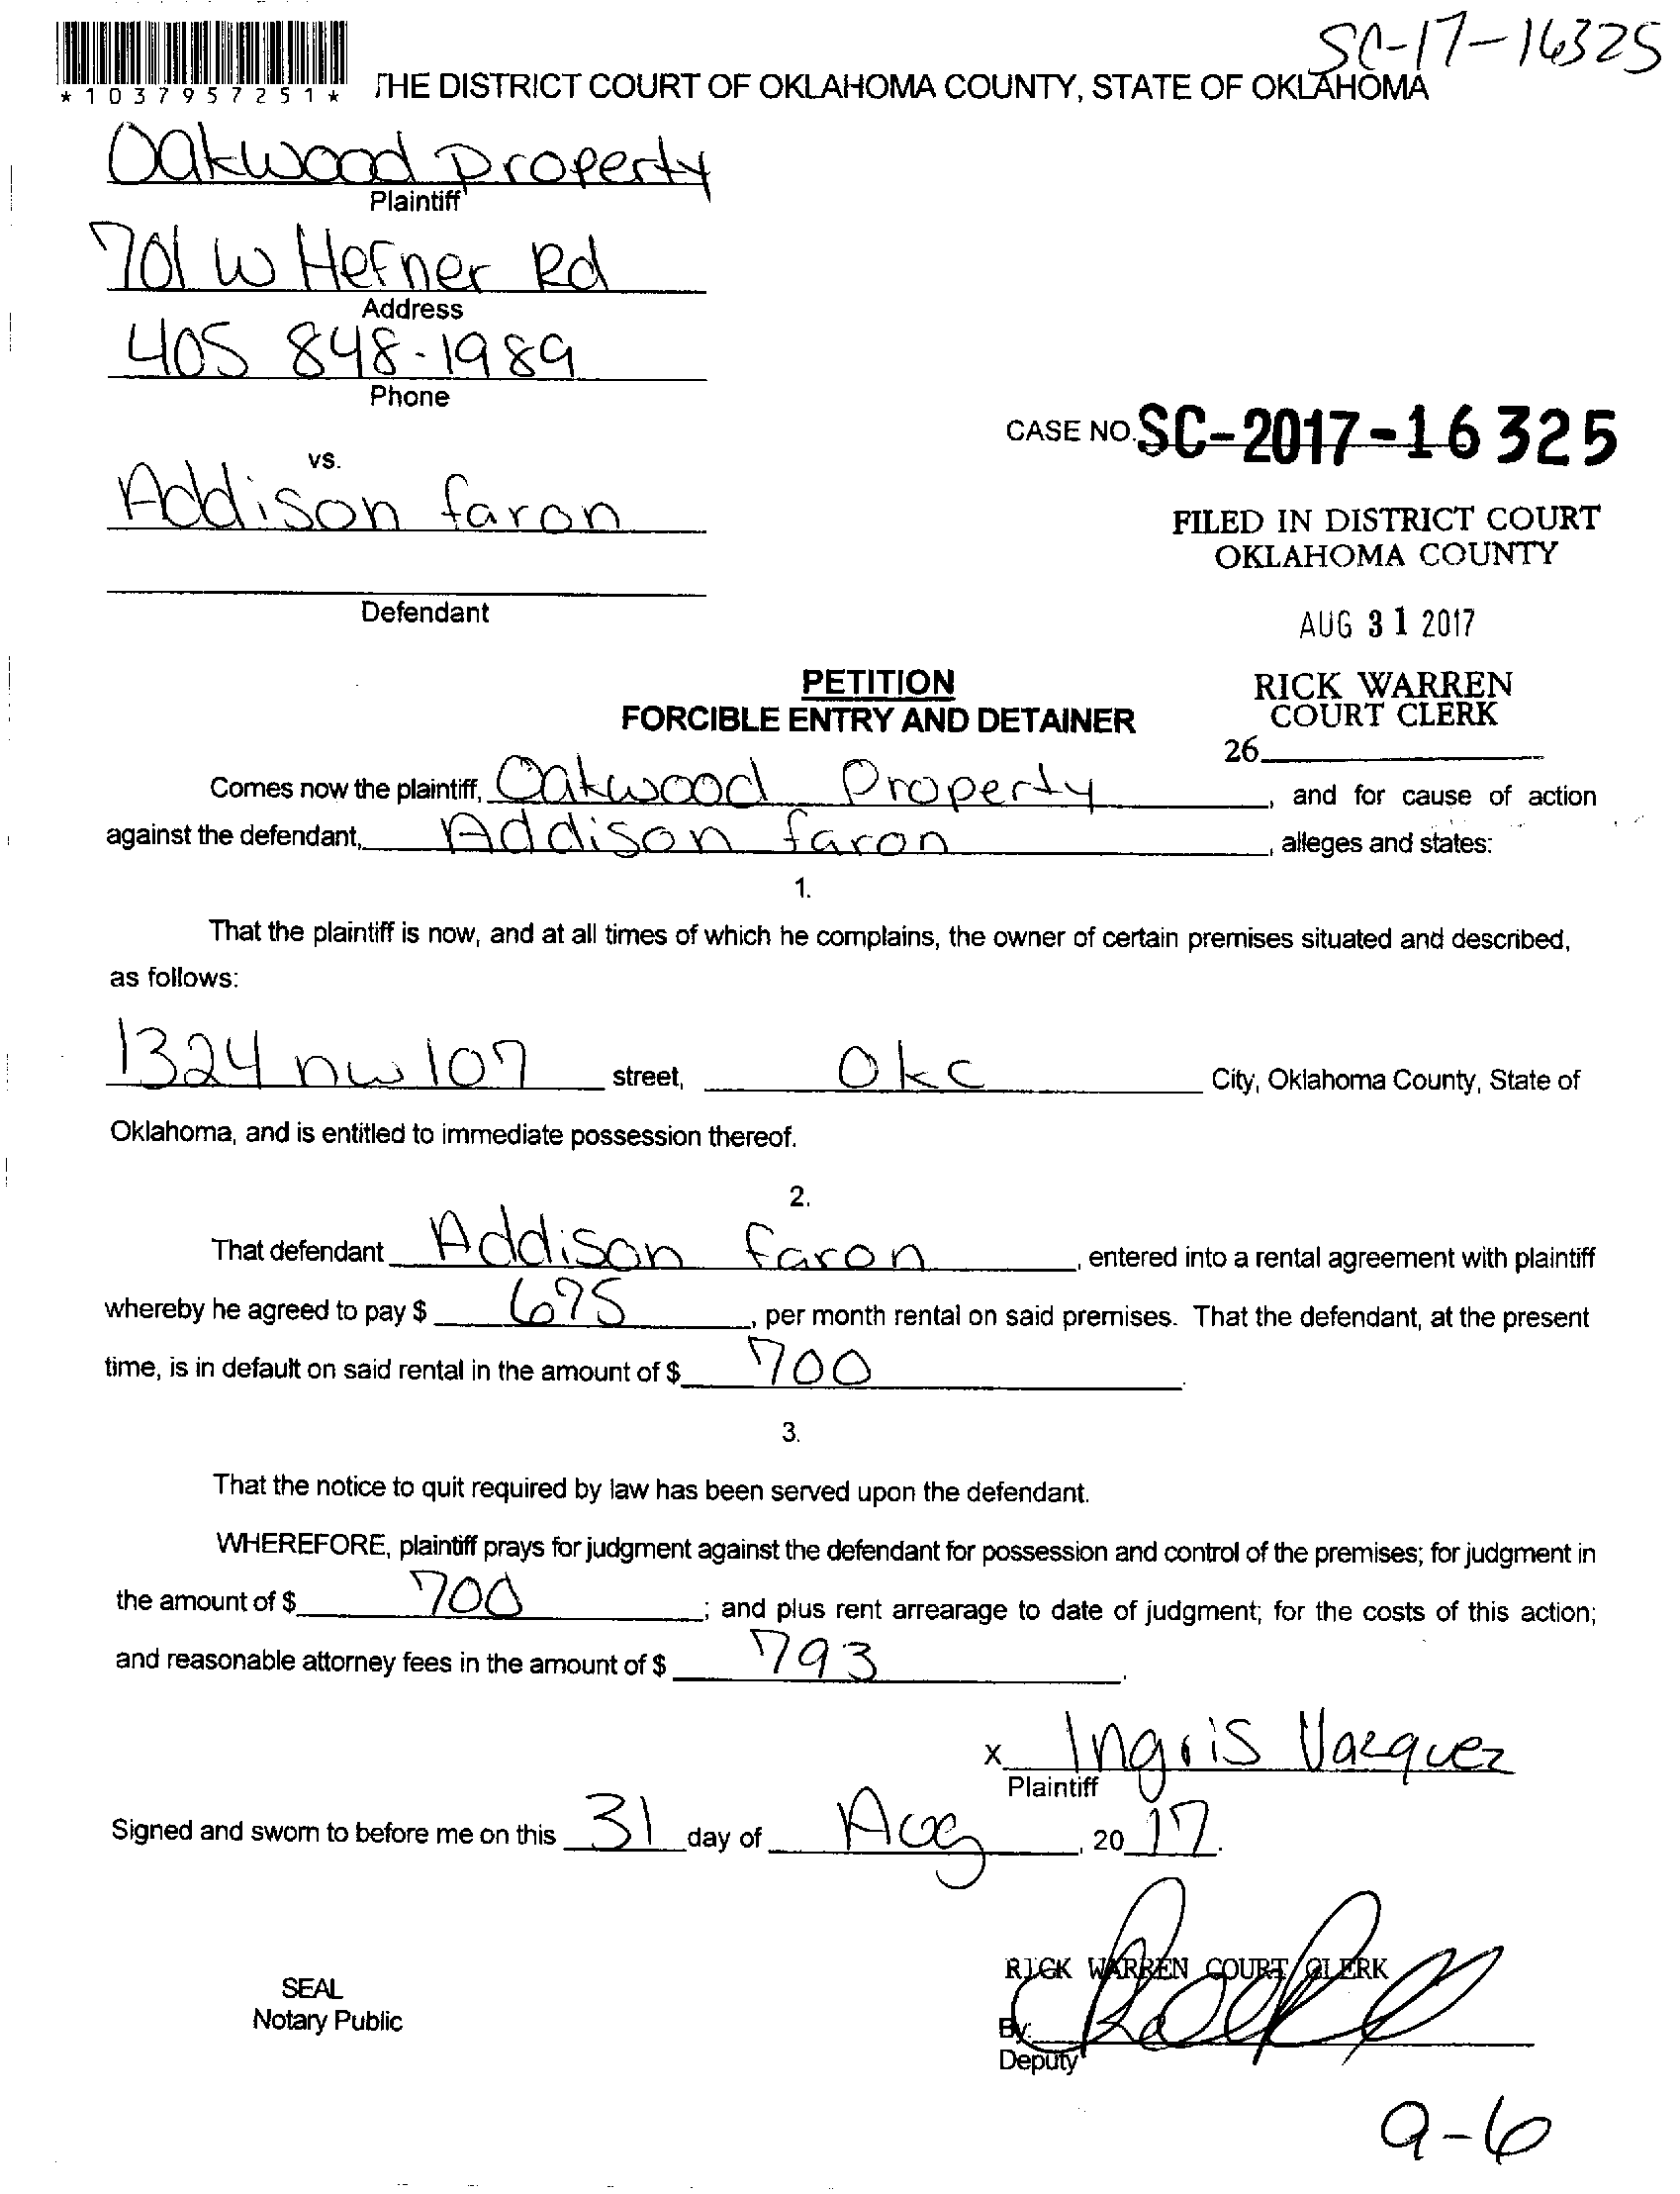 SC-17-16325
*1037957251*
THE DISTRICT COURT OF OKLAHOMA COUNTY, STATE OF OKLAHOMA
Oakwood Property
Plaintiff
701 W Hefner Rd
Address
405 848-1989
Phone
CASE NO. SC-2017-16325
vs.
Addison faron
FILED IN DISTRICT COURT
OKLAHOMA COUNTY
Defendant
AUG 31 2017
PETITION
FORCIBLE ENTRY AND DETAINER
RICK WARREN
COURT CLERK
26
Comes now the plaintiff, Oakwood Property, and for cause of action
against the defendant, Addison faron, alleges and states:
1.
That the plaintiff is now, and at all times of which he complains, the owner of certain premises situated and described,
as follows:
1324 nw 107 street, Okc City, Oklahoma County, State of
Oklahoma, and is entitled to immediate possession thereof.
2.
That defendant Addison faron, entered into a rental agreement with plaintiff
whereby he agreed to pay $ 675, per month rental on said premises. That the defendant, at the present
time, is in default on said rental in the amount of $ 700.
3.
That the notice to quit required by law has been served upon the defendant.
WHEREFORE, plaintiff prays for judgment against the defendant for possession and control of the premises; for judgment in
the amount of $ 700; and plus rent arrearage to date of judgment; for the costs of this action;
and reasonable attorney fees in the amount of $ 793.
x Ingris Vazquez
Plaintiff
Signed and sworn to before me on this 31 day of Aug, 20 17.
RICK WARREN COURT CLERK
SEAL
Notary Public
By:
Deputy
9-6